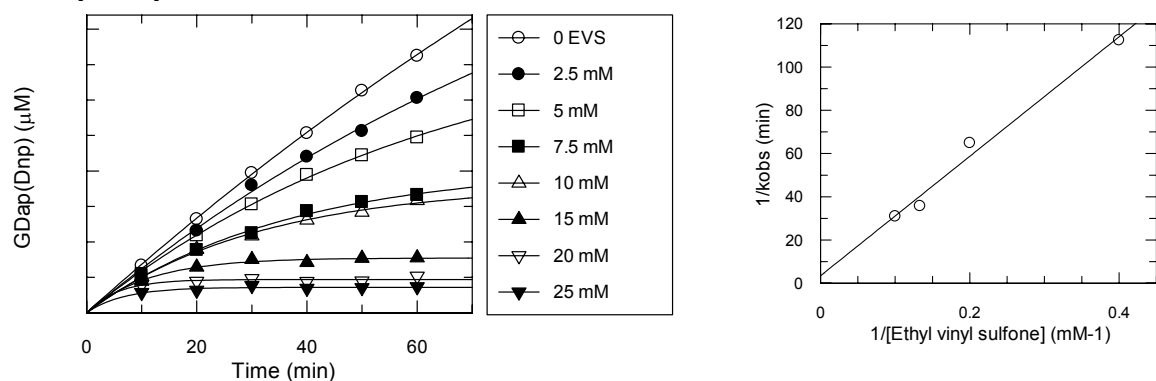 GDap(Dnp) (μM)
0
20
40
60
Time (min)
0 EVS
2.5 mM
5 mM
7.5 mM
10 mM
15 mM
20 mM
25 mM
1/kobs (min)
120
100
80
60
40
20
0
0
0.2
0.4
1/[Ethyl vinyl sulfone] (mM-1)